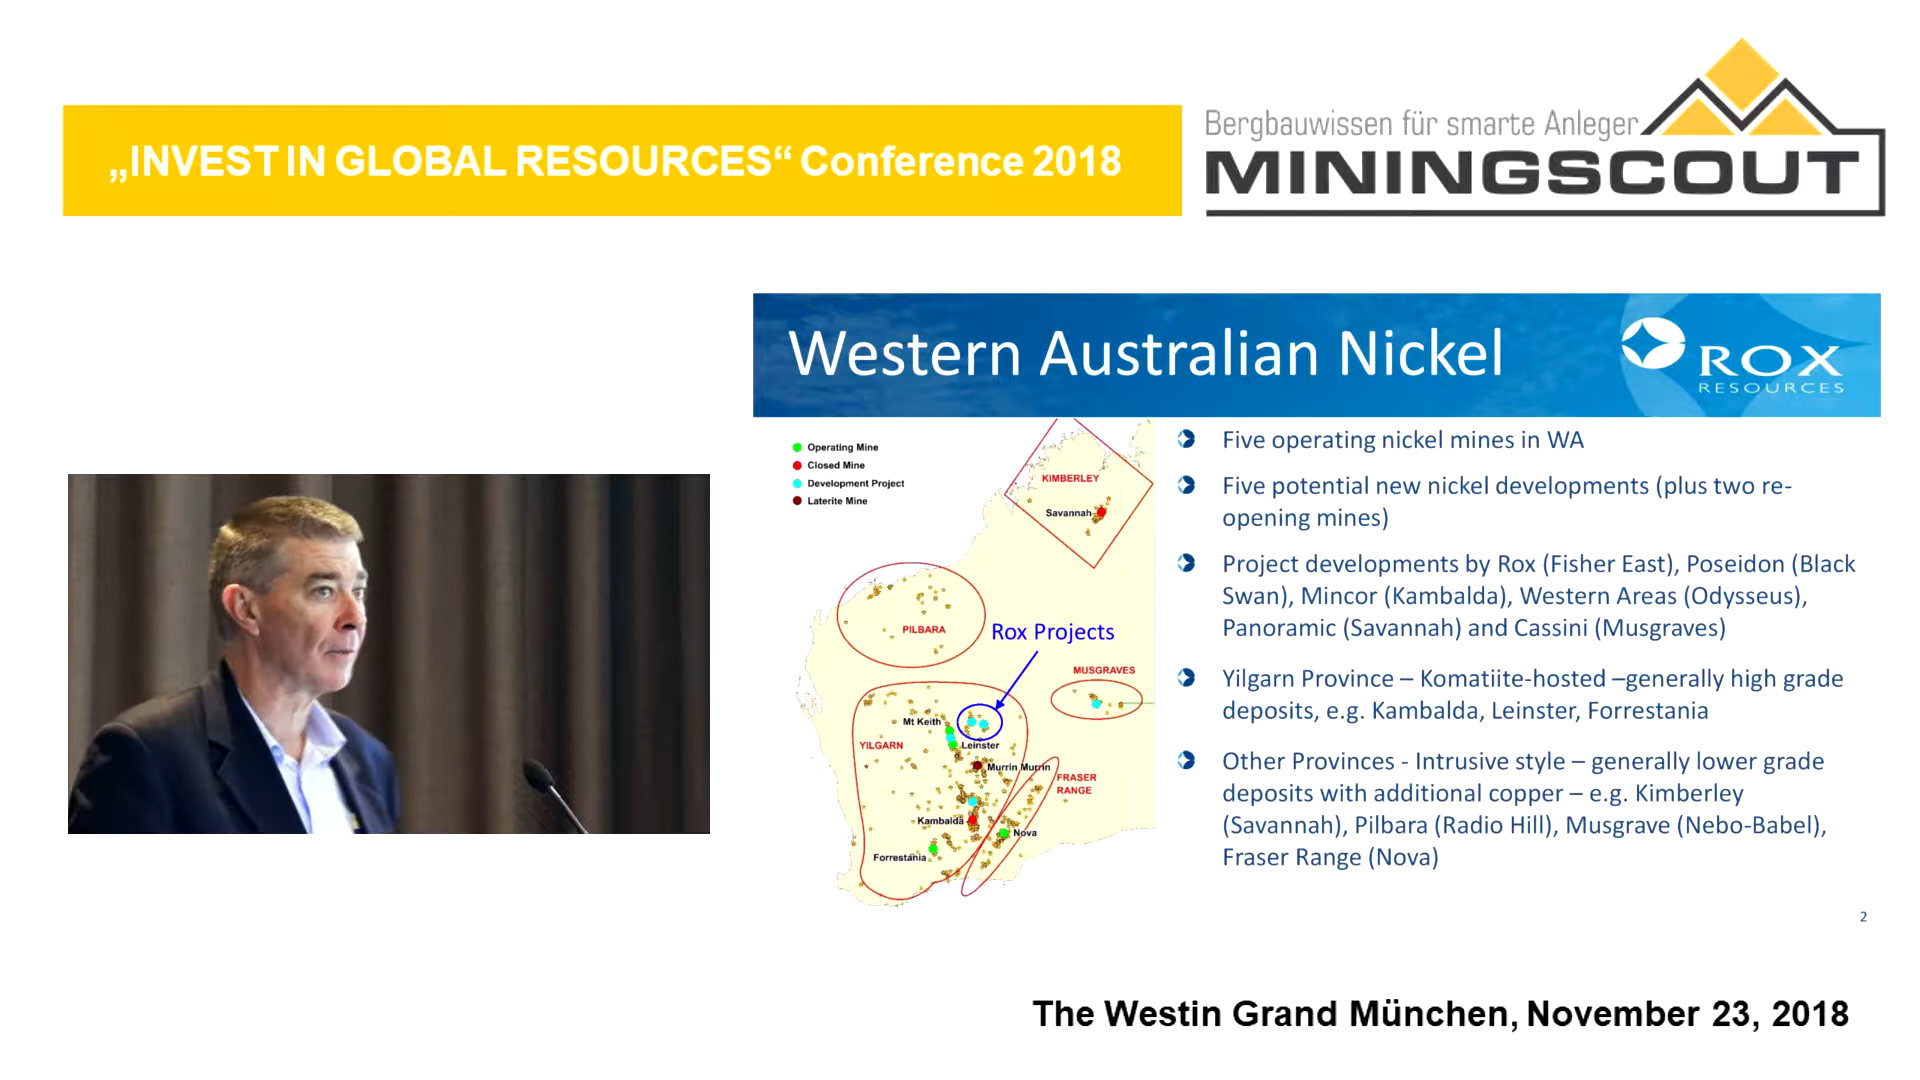 „INVEST IN GLOBAL RESOURCES“ Conference 2018
Bergbauwissen für smarte Anleger
MININGSCOUT
Western Australian Nickel
ROX
RESOURCES
Operating Mine
Closed Mine
Development Project
Laterite Mine
KIMBERLEY
Savannah
PILBARA
Rox Projects
MUSGRAVES
Mt Keith
YILGARN
Leinster
Murrin Murrin
FRASER
RANGE
Kambalda
Nova
Forrestania
Five operating nickel mines in WA
Five potential new nickel developments (plus two re-
opening mines)
Project developments by Rox (Fisher East), Poseidon (Black
Swan), Mincor (Kambalda), Western Areas (Odysseus),
Panoramic (Savannah) and Cassini (Musgraves)
Yilgarn Province – Komatiite-hosted –generally high grade
deposits, e.g. Kambalda, Leinster, Forrestania
Other Provinces - Intrusive style – generally lower grade
deposits with additional copper – e.g. Kimberley
(Savannah), Pilbara (Radio Hill), Musgrave (Nebo-Babel),
Fraser Range (Nova)
2
The Westin Grand München, November 23, 2018